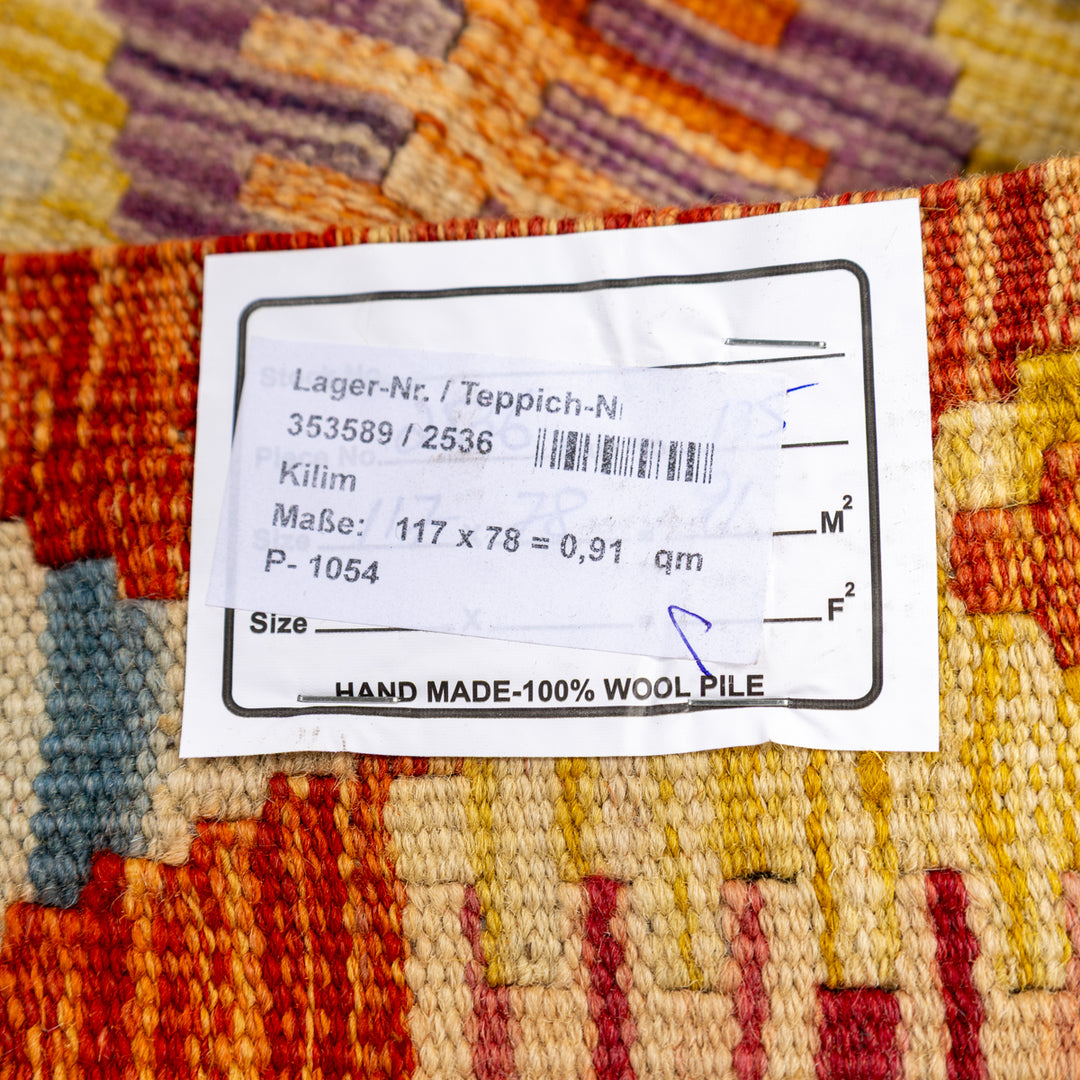 Lager-Nr. / Teppich-N
353589 / 2536
Kilim
Maße: 117 x 78 = 0,91 qm
P- 1054
M²
Size X F²
HAND MADE-100% WOOL PILE